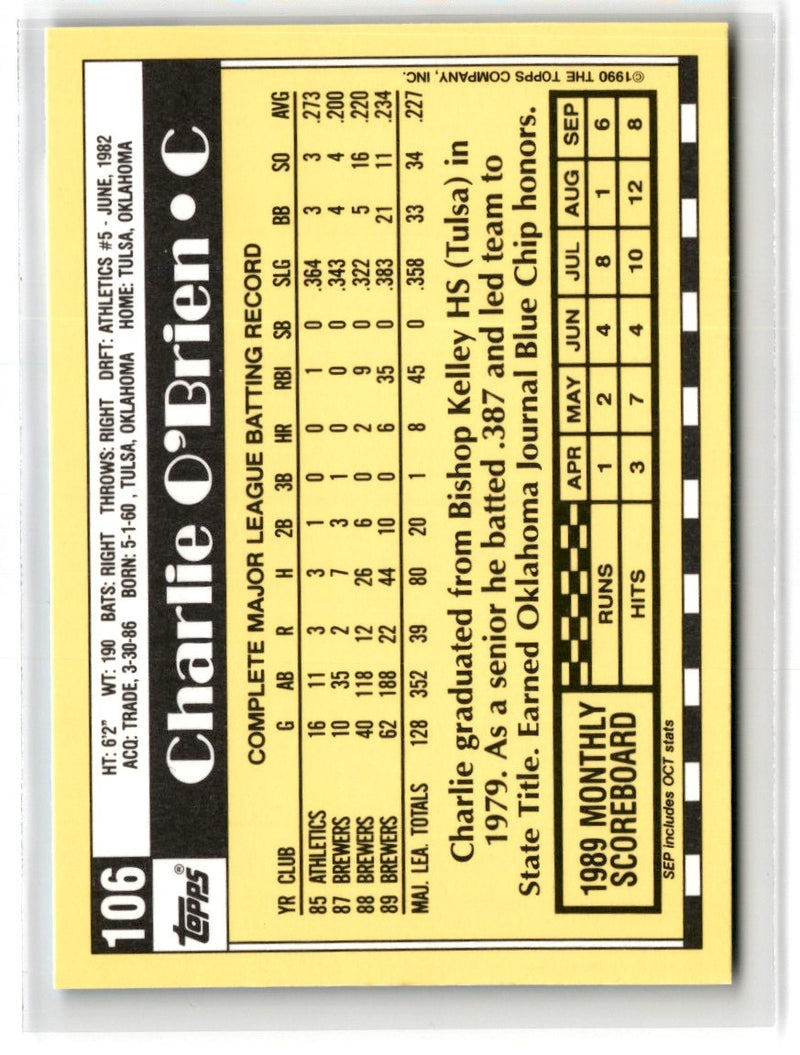 106
topps®
HT: 6'2" WT: 190 BATS: RIGHT THROWS: RIGHT DRFT: ATHLETICS #5 - JUNE, 1982
ACQ: TRADE, 3-30-86 BORN: 5-1-60 , TULSA, OKLAHOMA HOME: TULSA, OKLAHOMA
Charlie O'Brien • C
COMPLETE MAJOR LEAGUE BATTING RECORD
YR CLUB G AB R H 2B 3B HR RBI SB SLG BB SO AVG
85 ATHLETICS 16 11 3 3 1 0 0 1 0 .364 3 3 .273
87 BREWERS 10 35 2 7 3 1 0 0 0 .343 4 4 .200
88 BREWERS 40 118 12 26 6 0 2 9 0 .322 5 16 .220
89 BREWERS 62 188 22 44 10 0 6 35 0 .383 21 11 .234
MAJ. LEA. TOTALS 128 352 39 80 20 1 8 45 0 .358 33 34 .227
Charlie graduated from Bishop Kelley HS (Tulsa) in
1979. As a senior he batted .387 and led team to
State Title. Earned Oklahoma Journal Blue Chip honors.
1989 MONTHLY
SCOREBOARD
APR MAY JUN JUL AUG SEP
RUNS 1 2 4 8 1 6
HITS 3 7 4 10 12 8
SEP includes OCT stats
©1990 THE TOPPS COMPANY, INC.